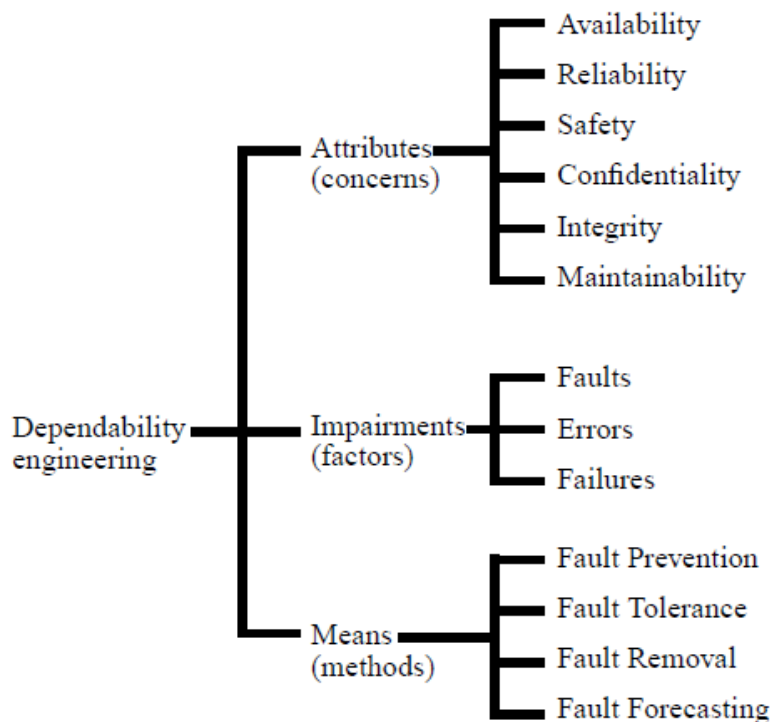 Availability
Reliability
Safety
Attributes
(concerns)
Confidentiality
Integrity
Maintainability
Faults
Dependability
engineering
Impairments
(factors)
Errors
Failures
Fault Prevention
Fault Tolerance
Means
(methods)
Fault Removal
Fault Forecasting